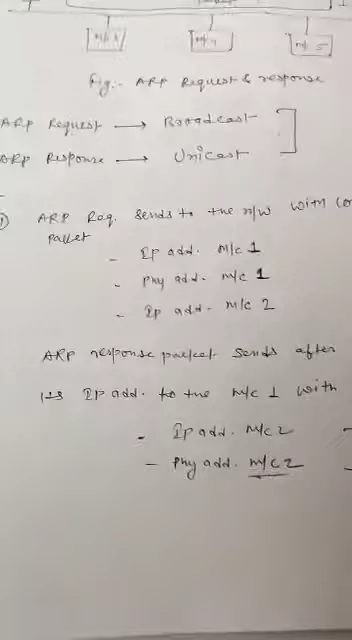 M/C 5
Fig:- ARP Request & response
ARP Request → Broadcast
ARP Response → Unicast
ARP Req. sends to the n/w with
packet
- Ip add. M/c 1
- Phy add. M/c 1
- Ip add. M/c 2
ARP response packet sends after
its Ip add. to the M/c 1 with
- Ip add. M/c 2
- Phy add. M/c 2